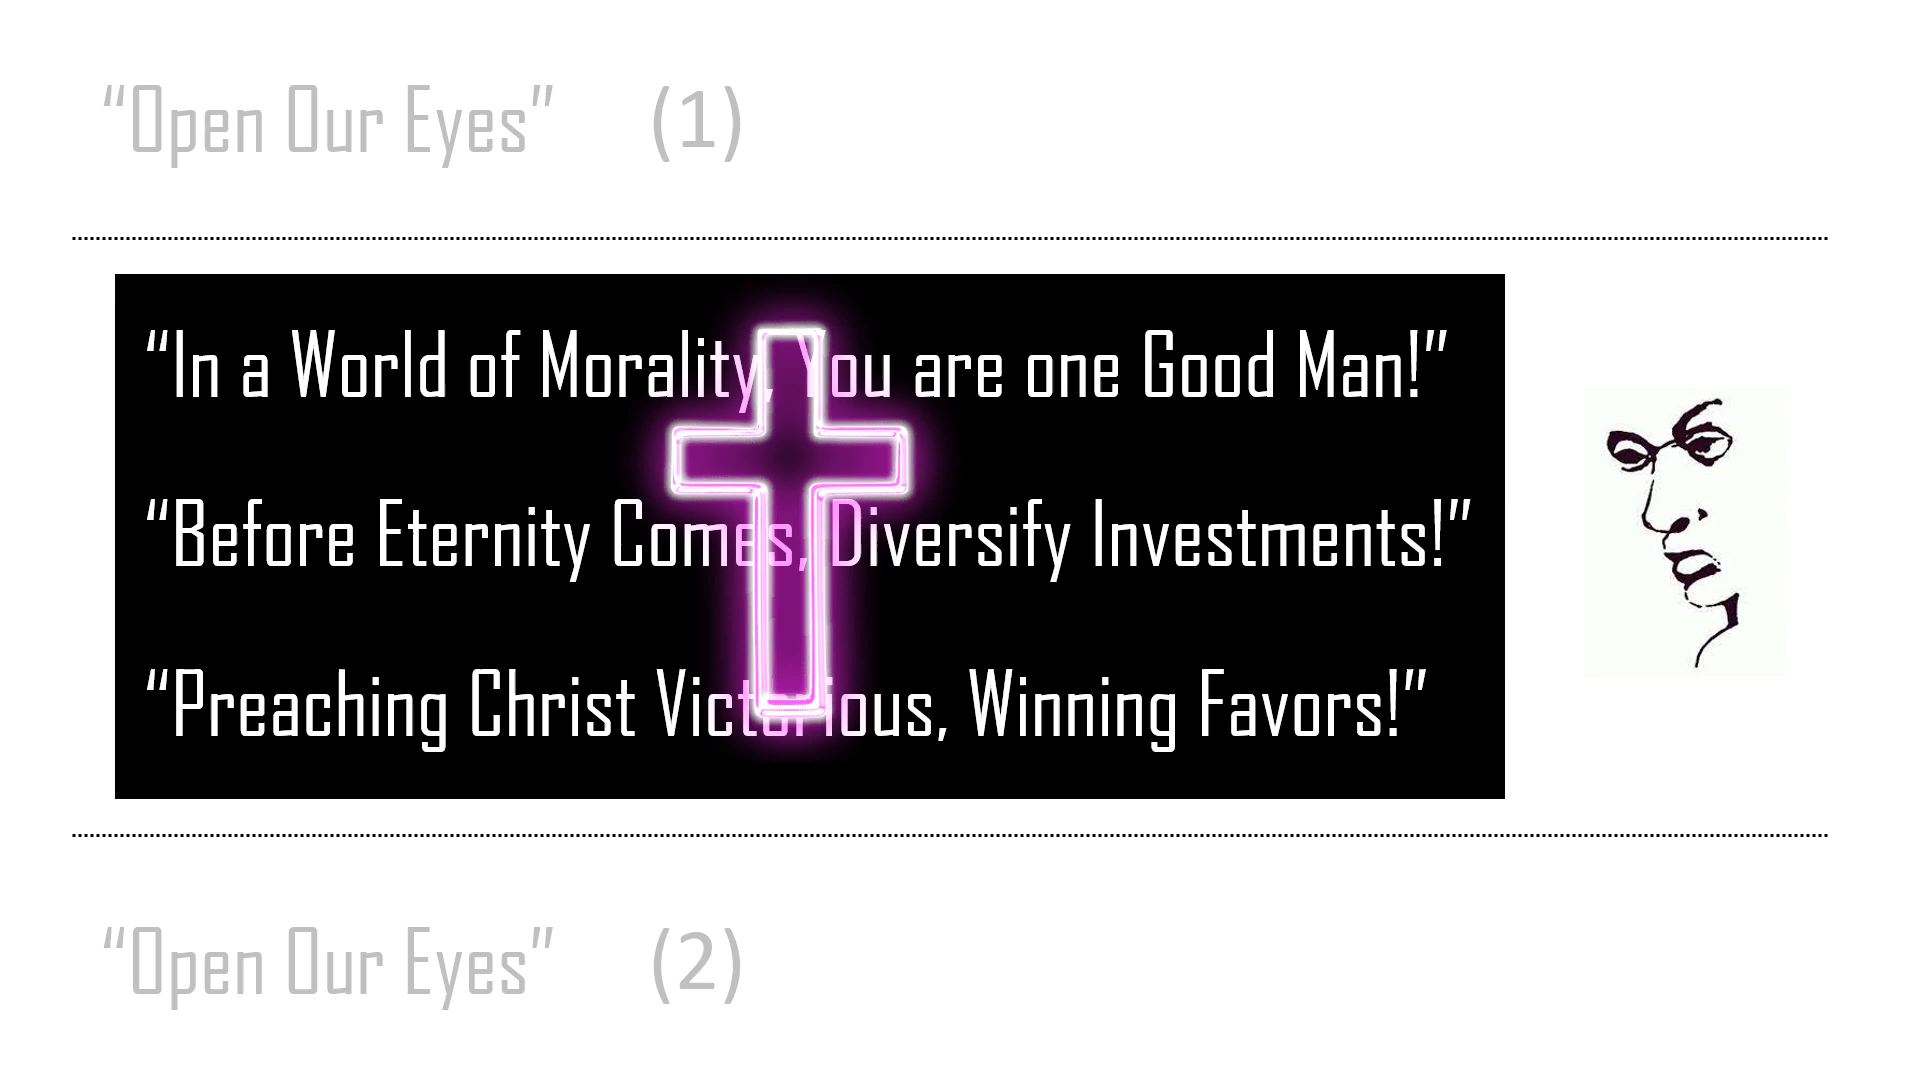 “Open Our Eyes” (1)
“In a World of Morality, You are one Good Man!”
“Before Eternity Comes, Diversify Investments!”
“Preaching Christ Victorious, Winning Favors!”
“Open Our Eyes” (2)